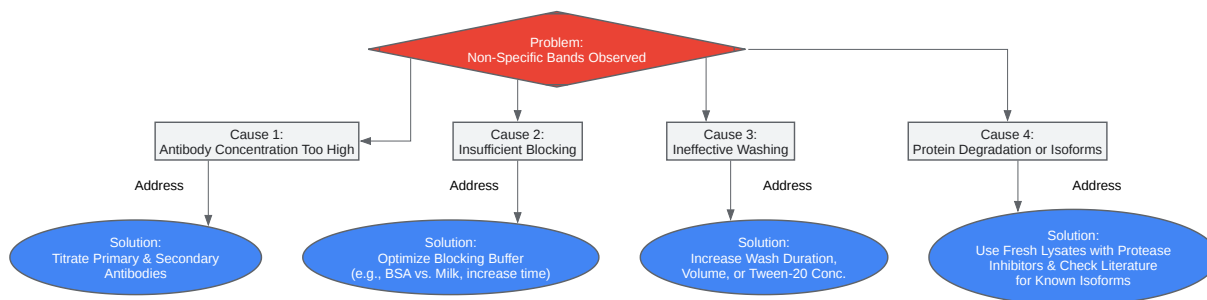 Problem:
Non-Specific Bands Observed
Cause 1:
Antibody Concentration Too High
Cause 2:
Insufficient Blocking
Cause 3:
Ineffective Washing
Cause 4:
Protein Degradation or Isoforms
Address
Address
Address
Address
Solution:
Titrate Primary & Secondary
Antibodies
Solution:
Optimize Blocking Buffer
(e.g., BSA vs. Milk, increase time)
Solution:
Increase Wash Duration,
Volume, or Tween-20 Conc.
Solution:
Use Fresh Lysates with Protease
Inhibitors & Check Literature
for Known Isoforms